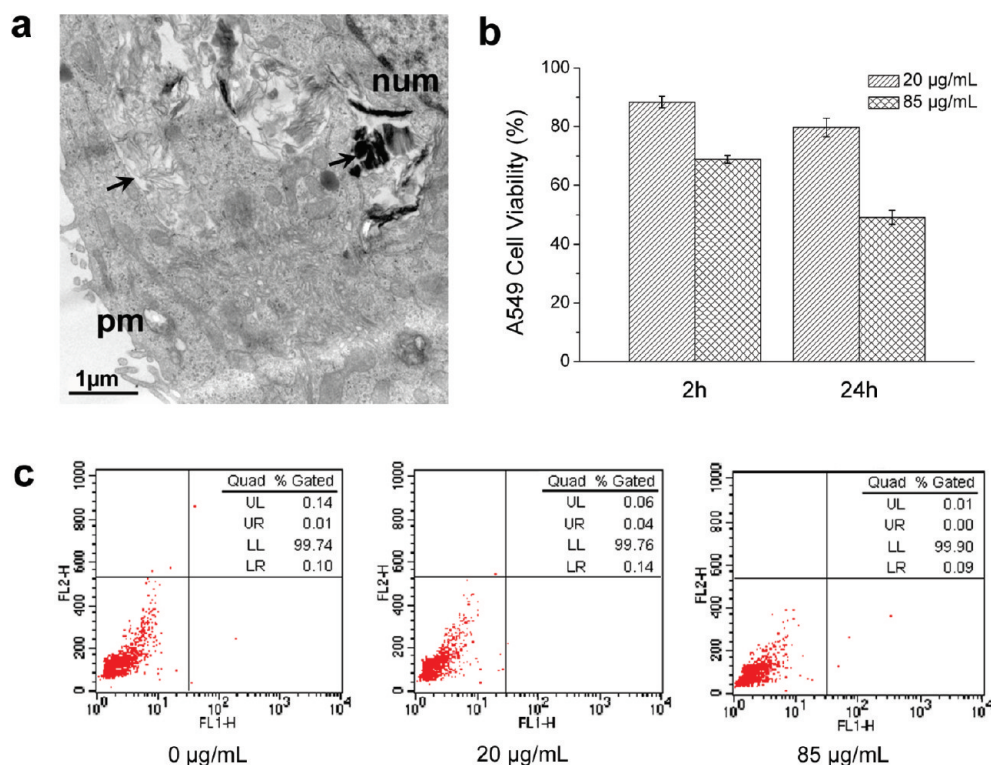 a
num
pm
1µm
b
100
80
60
40
20
0
A549 Cell Viability (%)
20 µg/mL
85 µg/mL
2h
24h
c
1000
800
600
400
200
0
FL2-H
Quad % Gated
UL 0.14
UR 0.01
LL 99.74
LR 0.10
10⁰ 10¹ 10² 10³ 10⁴
FL1-H
0 µg/mL
1000
800
600
400
200
0
FL2-H
Quad % Gated
UL 0.06
UR 0.04
LL 99.76
LR 0.14
10⁰ 10¹ 10² 10³ 10⁴
FL1-H
20 µg/mL
1000
800
600
400
200
0
FL2-H
Quad % Gated
UL 0.01
UR 0.00
LL 99.90
LR 0.09
10⁰ 10¹ 10² 10³ 10⁴
FL1-H
85 µg/mL